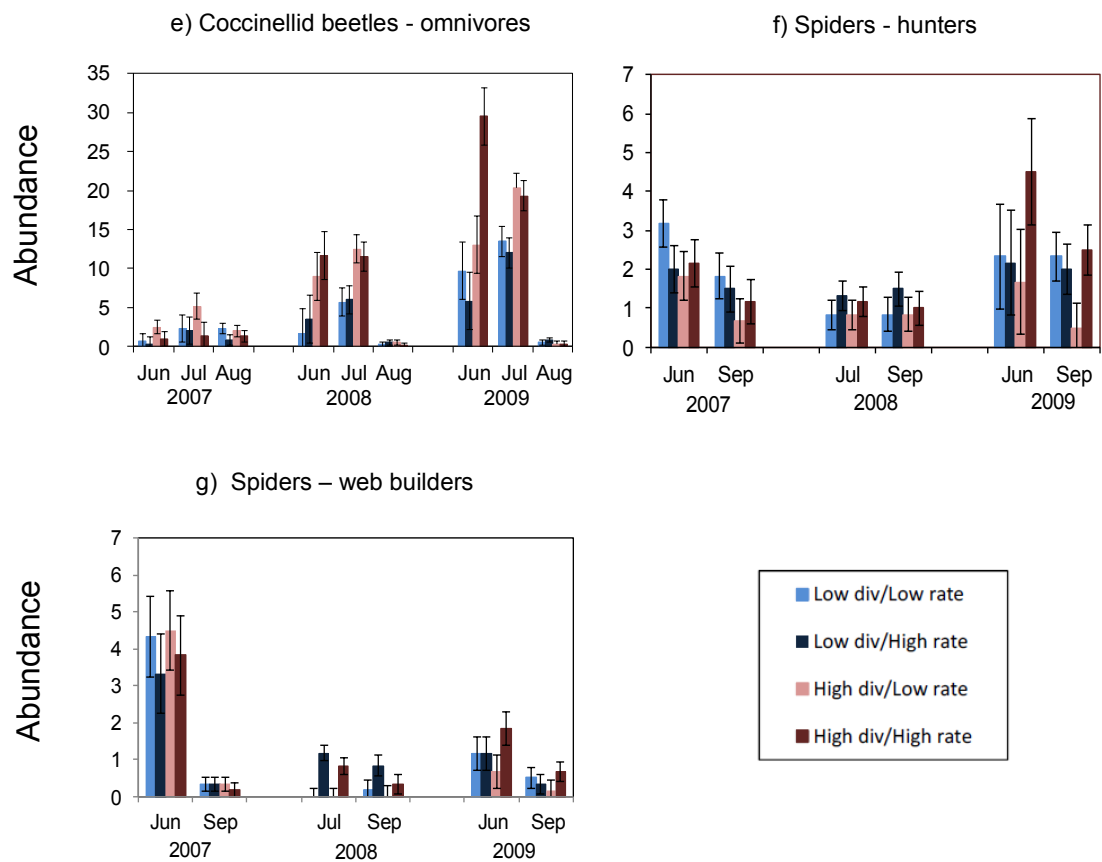 e) Coccinellid beetles - omnivores
Abundance
35
30
25
20
15
10
5
0
Jun Jul Aug Jun Jul Aug Jun Jul Aug
2007 2008 2009
f) Spiders - hunters
7
6
5
4
3
2
1
0
Jun Sep Jul Sep Jun Sep
2007 2008 2009
g) Spiders – web builders
Abundance
7
6
5
4
3
2
1
0
Jun Sep Jul Sep Jun Sep
2007 2008 2009
Low div/Low rate
Low div/High rate
High div/Low rate
High div/High rate